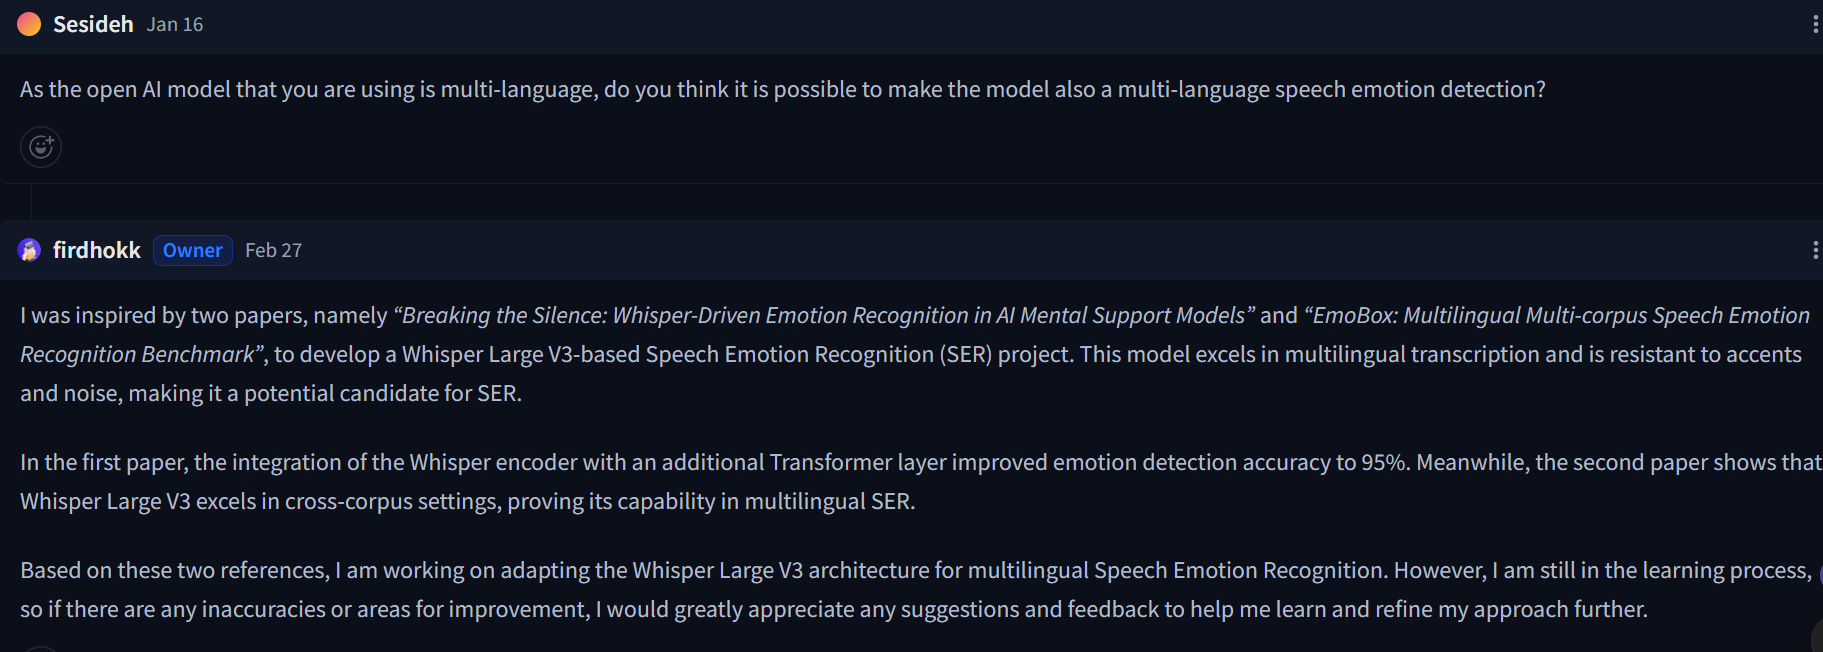 Sesideh Jan 16
As the open AI model that you are using is multi-language, do you think it is possible to make the model also a multi-language speech emotion detection?
firdhokk Owner Feb 27
I was inspired by two papers, namely “Breaking the Silence: Whisper-Driven Emotion Recognition in AI Mental Support Models” and “EmoBox: Multilingual Multi-corpus Speech Emotion
Recognition Benchmark”, to develop a Whisper Large V3-based Speech Emotion Recognition (SER) project. This model excels in multilingual transcription and is resistant to accents
and noise, making it a potential candidate for SER.
In the first paper, the integration of the Whisper encoder with an additional Transformer layer improved emotion detection accuracy to 95%. Meanwhile, the second paper shows that
Whisper Large V3 excels in cross-corpus settings, proving its capability in multilingual SER.
Based on these two references, I am working on adapting the Whisper Large V3 architecture for multilingual Speech Emotion Recognition. However, I am still in the learning process,
so if there are any inaccuracies or areas for improvement, I would greatly appreciate any suggestions and feedback to help me learn and refine my approach further.